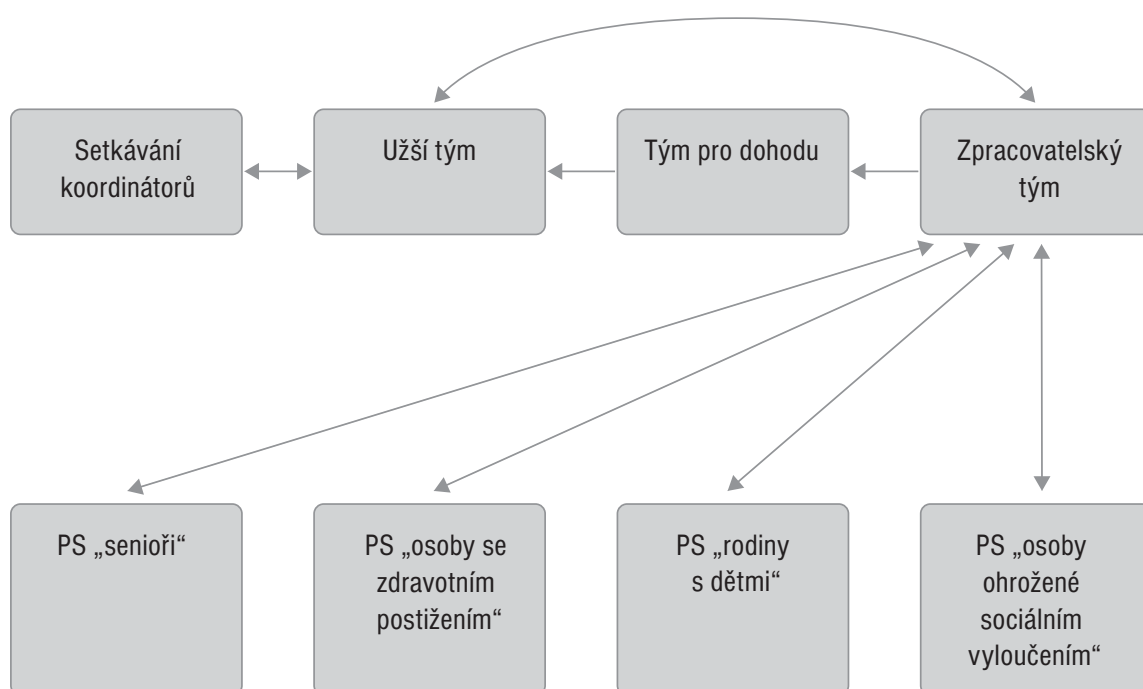 Setkávání
koordinátorů
Užší tým
Tým pro dohodu
Zpracovatelský
tým
PS „senioři“
PS „osoby se
zdravotním
postižením“
PS „rodiny
s dětmi“
PS „osoby
ohrožené
sociálním
vyloučením“